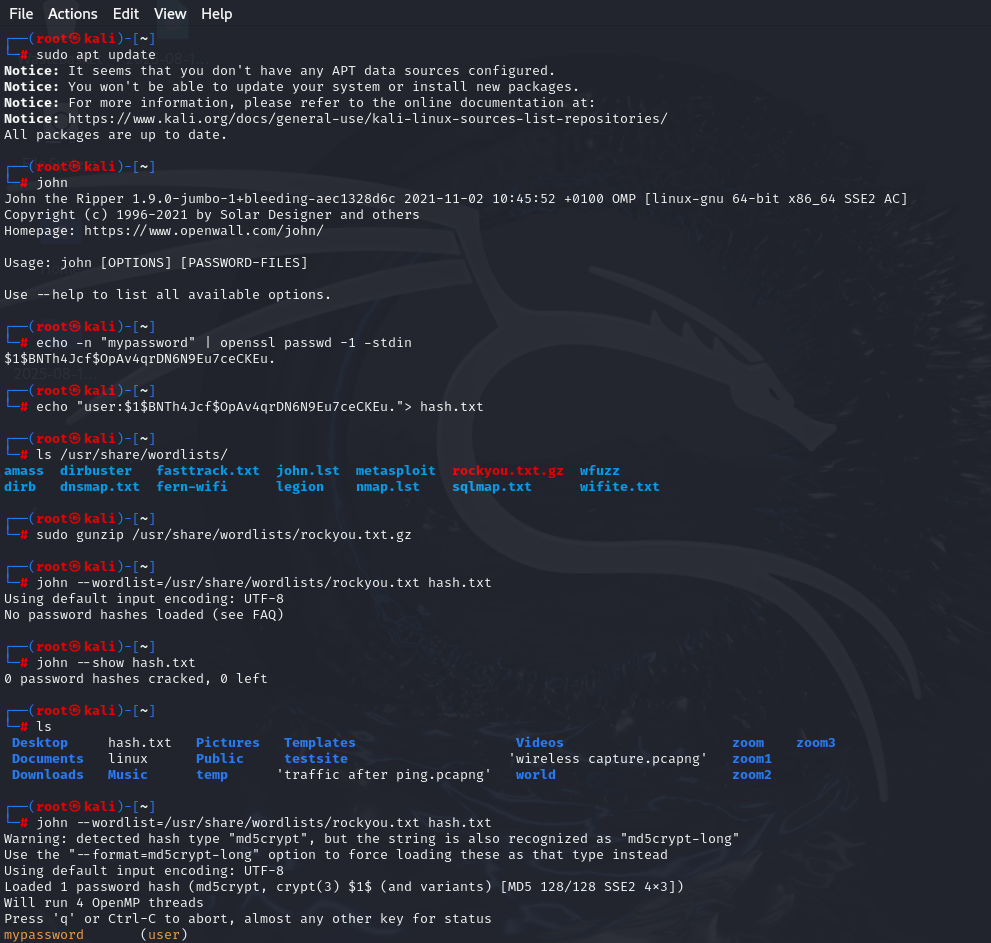 File Actions Edit View Help
┌──(root㉿kali)-[~]
└─# sudo apt update
Notice: It seems that you don't have any APT data sources configured.
Notice: You won't be able to update your system or install new packages.
Notice: For more information, please refer to the online documentation at:
Notice: https://www.kali.org/docs/general-use/kali-linux-sources-list-repositories/
All packages are up to date.
┌──(root㉿kali)-[~]
└─# john
John the Ripper 1.9.0-jumbo-1+bleeding-aec1328d6c 2021-11-02 10:45:52 +0100 OMP [linux-gnu 64-bit x86_64 SSE2 AC]
Copyright (c) 1996-2021 by Solar Designer and others
Homepage: https://www.openwall.com/john/
Usage: john [OPTIONS] [PASSWORD-FILES]
Use --help to list all available options.
┌──(root㉿kali)-[~]
└─# echo -n "mypassword" | openssl passwd -1 -stdin
$1$BNTh4Jcf$OpAv4qrDN6N9Eu7ceCKEu.
┌──(root㉿kali)-[~]
└─# echo "user:$1$BNTh4Jcf$OpAv4qrDN6N9Eu7ceCKEu."> hash.txt
┌──(root㉿kali)-[~]
└─# ls /usr/share/wordlists/
amass dirbuster fasttrack.txt john.lst metasploit rockyou.txt.gz wfuzz
dirb dnsmap.txt fern-wifi legion nmap.lst sqlmap.txt wifite.txt
┌──(root㉿kali)-[~]
└─# sudo gunzip /usr/share/wordlists/rockyou.txt.gz
┌──(root㉿kali)-[~]
└─# john --wordlist=/usr/share/wordlists/rockyou.txt hash.txt
Using default input encoding: UTF-8
No password hashes loaded (see FAQ)
┌──(root㉿kali)-[~]
└─# john --show hash.txt
0 password hashes cracked, 0 left
┌──(root㉿kali)-[~]
└─# ls
Desktop hash.txt Pictures Templates Videos zoom zoom3
Documents linux Public testsite 'wireless capture.pcapng' zoom1
Downloads Music temp 'traffic after ping.pcapng' world zoom2
┌──(root㉿kali)-[~]
└─# john --wordlist=/usr/share/wordlists/rockyou.txt hash.txt
Warning: detected hash type "md5crypt", but the string is also recognized as "md5crypt-long"
Use the "--format=md5crypt-long" option to force loading these as that type instead
Using default input encoding: UTF-8
Loaded 1 password hash (md5crypt, crypt(3) $1$ (and variants) [MD5 128/128 SSE2 4x3])
Will run 4 OpenMP threads
Press 'q' or Ctrl-C to abort, almost any other key for status
mypassword (user)